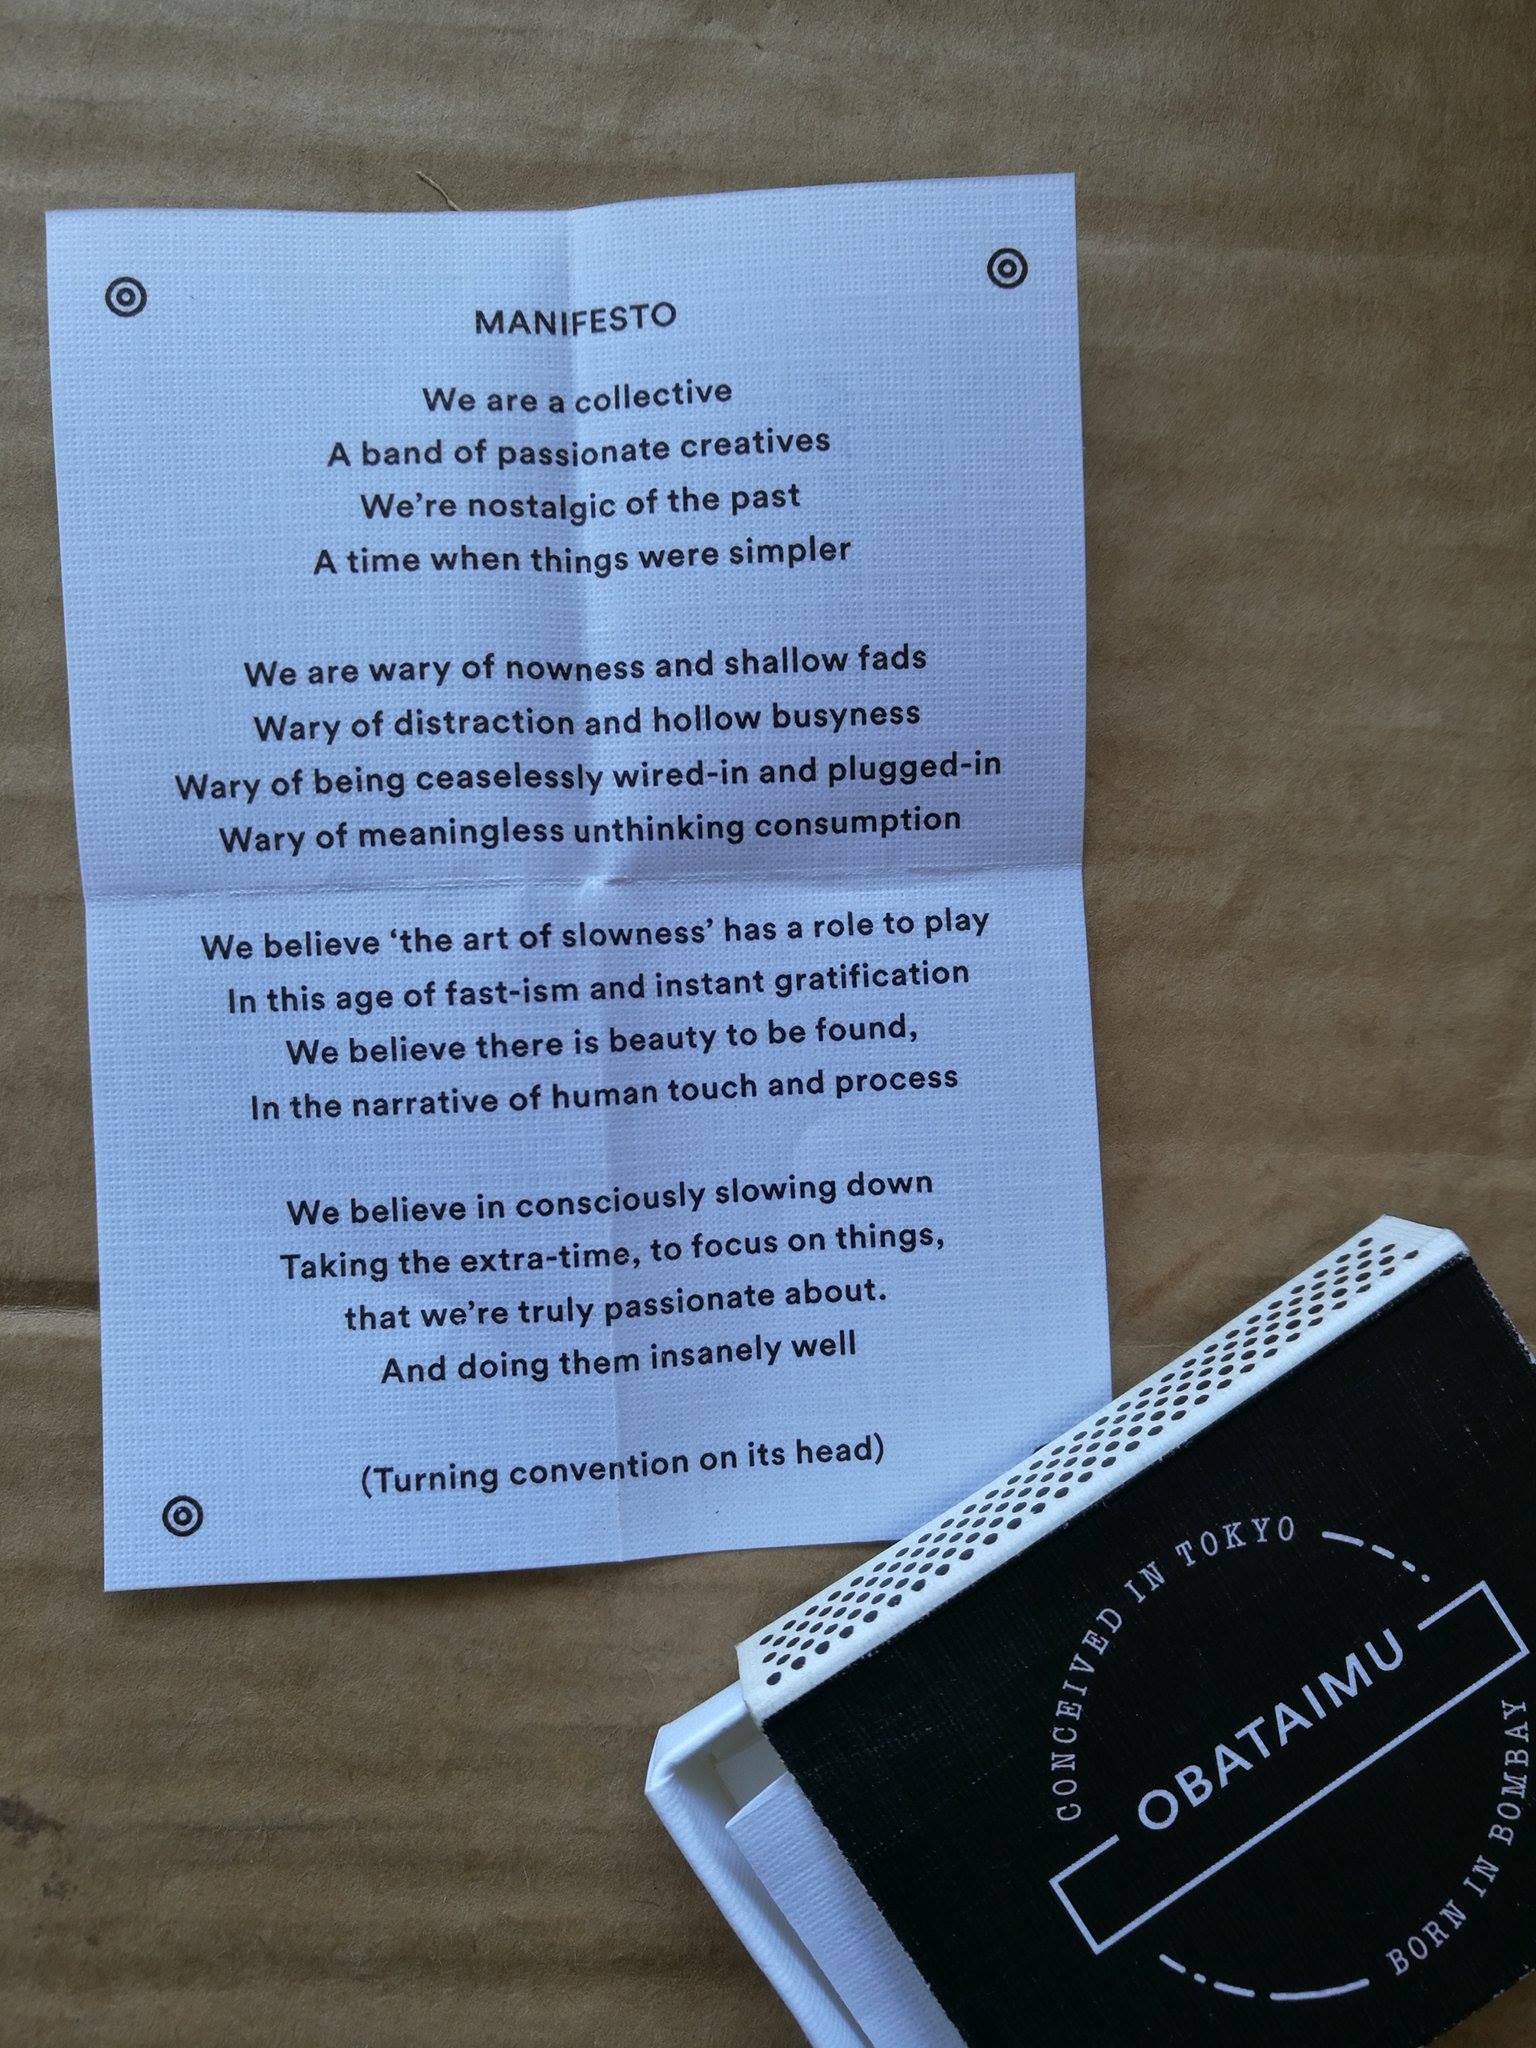 MANIFESTO
We are a collective
A band of passionate creatives
We're nostalgic of the past
A time when things were simpler
We are wary of nowness and shallow fads
Wary of distraction and hollow busyness
Wary of being ceaselessly wired-in and plugged-in
Wary of meaningless unthinking consumption
We believe ‘the art of slowness’ has a role to play
In this age of fast-ism and instant gratification
We believe there is beauty to be found,
In the narrative of human touch and process
We believe in consciously slowing down
Taking the extra-time, to focus on things,
that we're truly passionate about.
And doing them insanely well
(Turning convention on its head)
CONCEIVED IN TOKYO
OBATAIMU
BORN IN BOMBAY